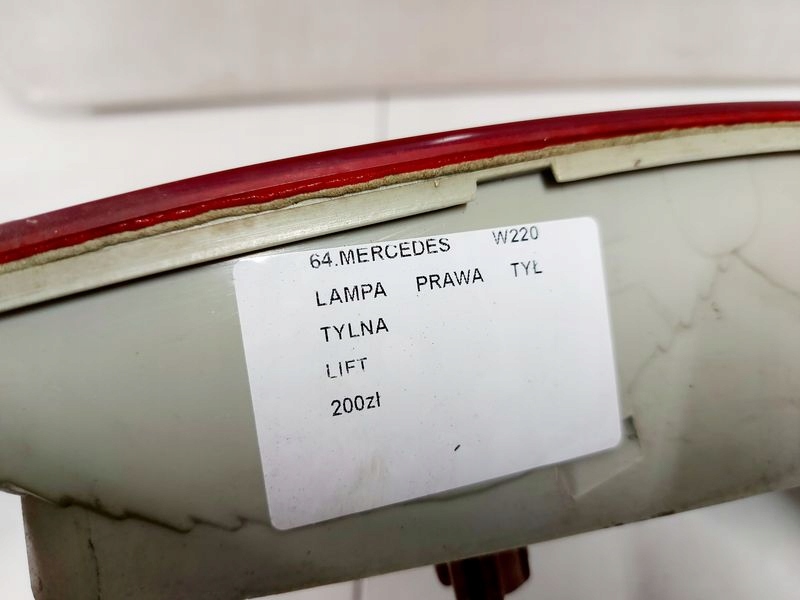 64.MERCEDES W220
LAMPA PRAWA TYŁ
TYLNA
LIFT
200zł